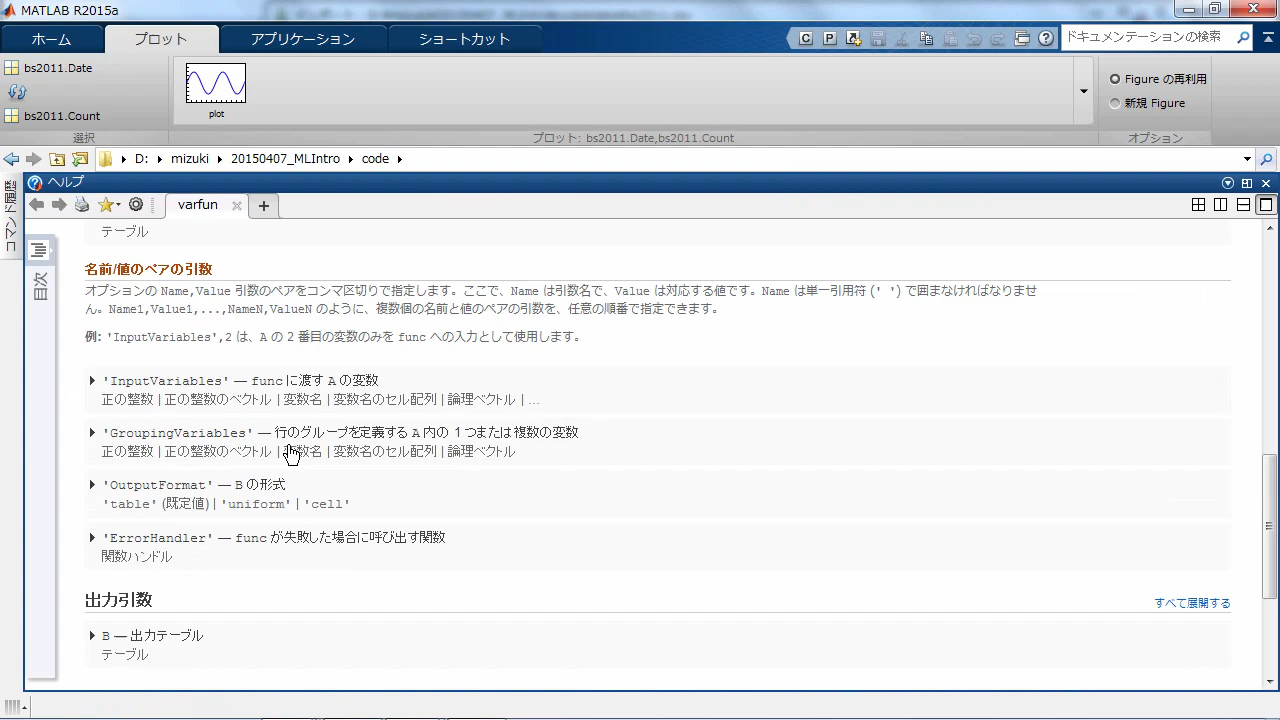 MATLAB R2015a
ホーム
プロット
アプリケーション
ショートカット
ドキュメンテーションの検索
bs2011.Date
bs2011.Count
選択
plot
プロット: bs2011.Date,bs2011.Count
Figure の再利用
新規 Figure
オプション
D: mizuki 20150407_MLIntro code
コマンド履歴
ヘルプ
varfun
目次
テーブル
名前/値のペアの引数
オプションの Name,Value 引数のペアをコンマ区切りで指定します。ここで、Name は引数名で、Value は対応する値です。Name は単一引用符 (' ') で囲まなければなりませ
ん。Name1,Value1,...,NameN,ValueN のように、複数個の名前と値のペアの引数を、任意の順番で指定できます。
例: 'InputVariables',2 は、A の 2 番目の変数のみを func への入力として使用します。
'InputVariables' — func に渡す A の変数
正の整数 | 正の整数のベクトル | 変数名 | 変数名のセル配列 | 論理ベクトル | ...
'GroupingVariables' — 行のグループを定義する A 内の 1 つまたは複数の変数
正の整数 | 正の整数のベクトル | 変数名 | 変数名のセル配列 | 論理ベクトル
'OutputFormat' — B の形式
'table' (既定値) | 'uniform' | 'cell'
'ErrorHandler' — func が失敗した場合に呼び出す関数
関数ハンドル
出力引数
すべて展開する
B — 出力テーブル
テーブル